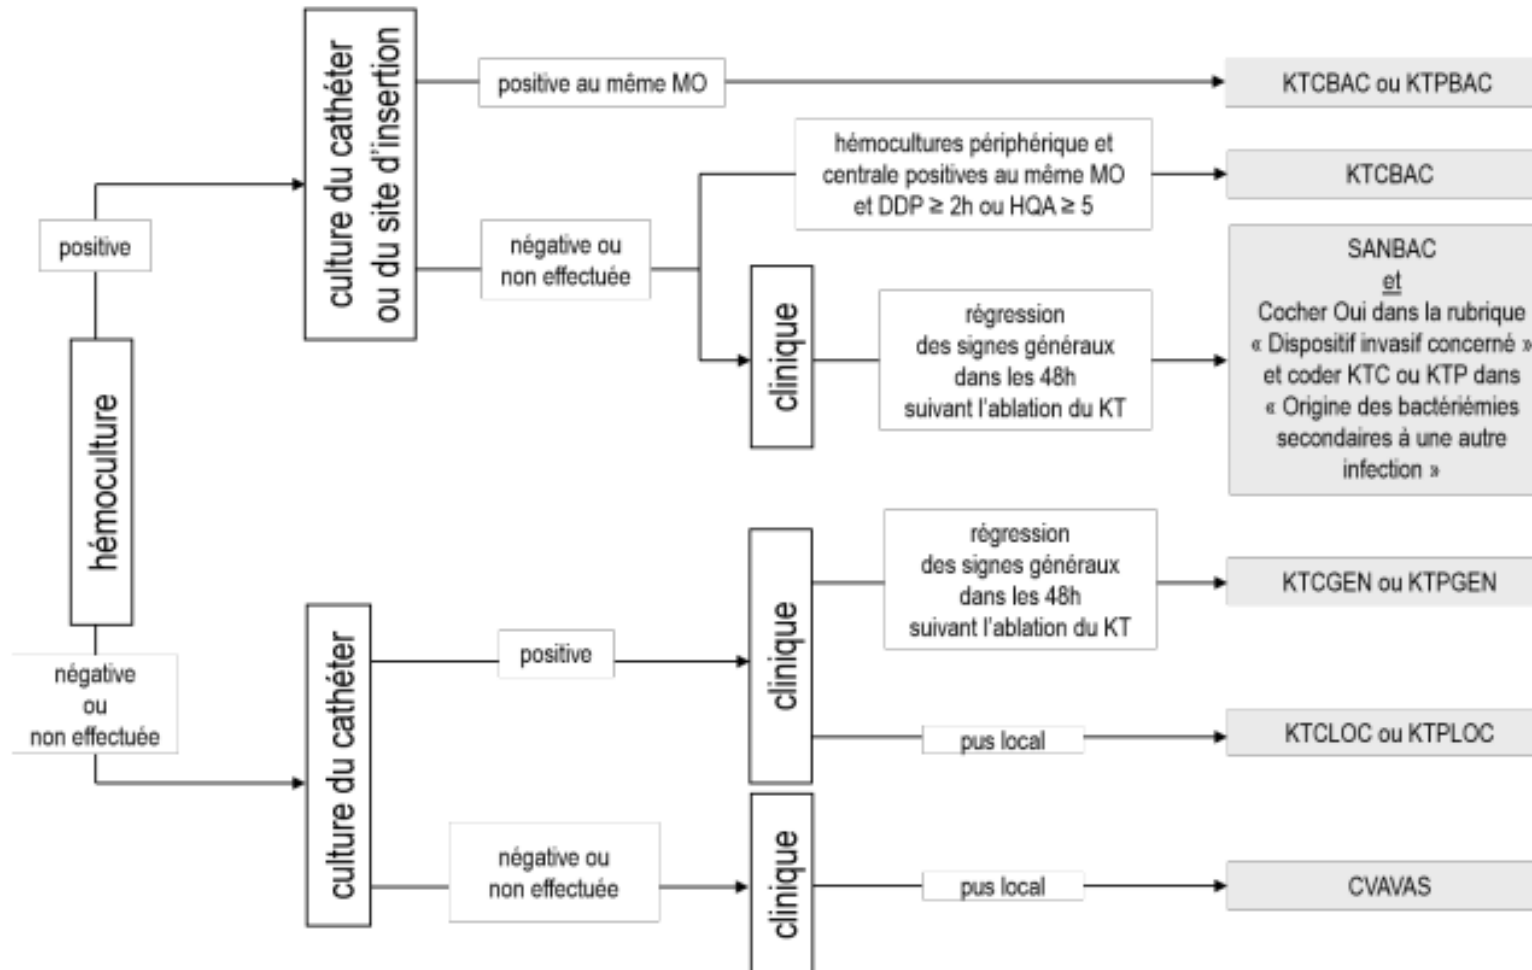 hémoculture
positive
culture du cathéter
ou du site d'insertion
positive au même MO
KTCBAC ou KTPBAC
négative ou
non effectuée
hémocultures périphérique et
centrale positives au même MO
et DDP ≥ 2h ou HQA ≥ 5
KTCBAC
clinique
régression
des signes généraux
dans les 48h
suivant l'ablation du KT
SANBAC
et
Cocher Oui dans la rubrique
« Dispositif invasif concerné »
et coder KTC ou KTP dans
« Origine des bactériémies
secondaires à une autre
infection »
négative
ou
non effectuée
culture du cathéter
positive
clinique
régression
des signes généraux
dans les 48h
suivant l'ablation du KT
KTCGEN ou KTPGEN
pus local
KTCLOC ou KTPLOC
négative ou
non effectuée
clinique
pus local
CVAVAS